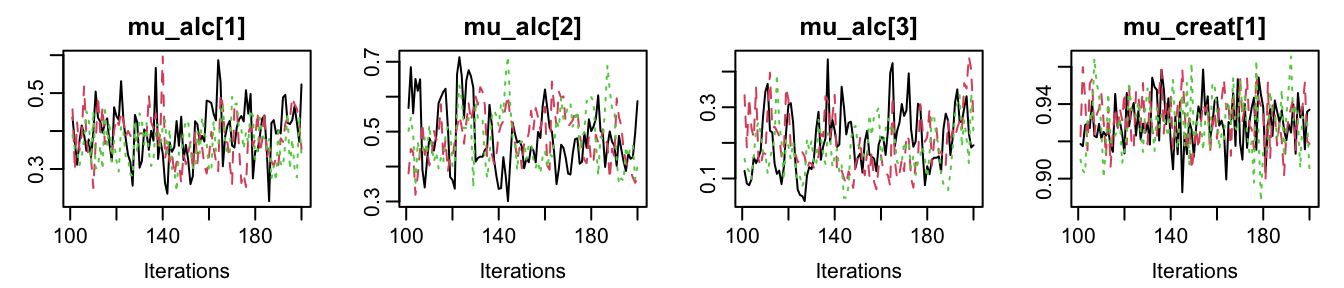 mu_alc[1] mu_alc[2] mu_alc[3] mu_creat[1]
0.5 0.3
0.7 0.5 0.3
0.3 0.1
0.94 0.90
100 140 180 100 140 180 100 140 180 100 140 180
Iterations Iterations Iterations Iterations